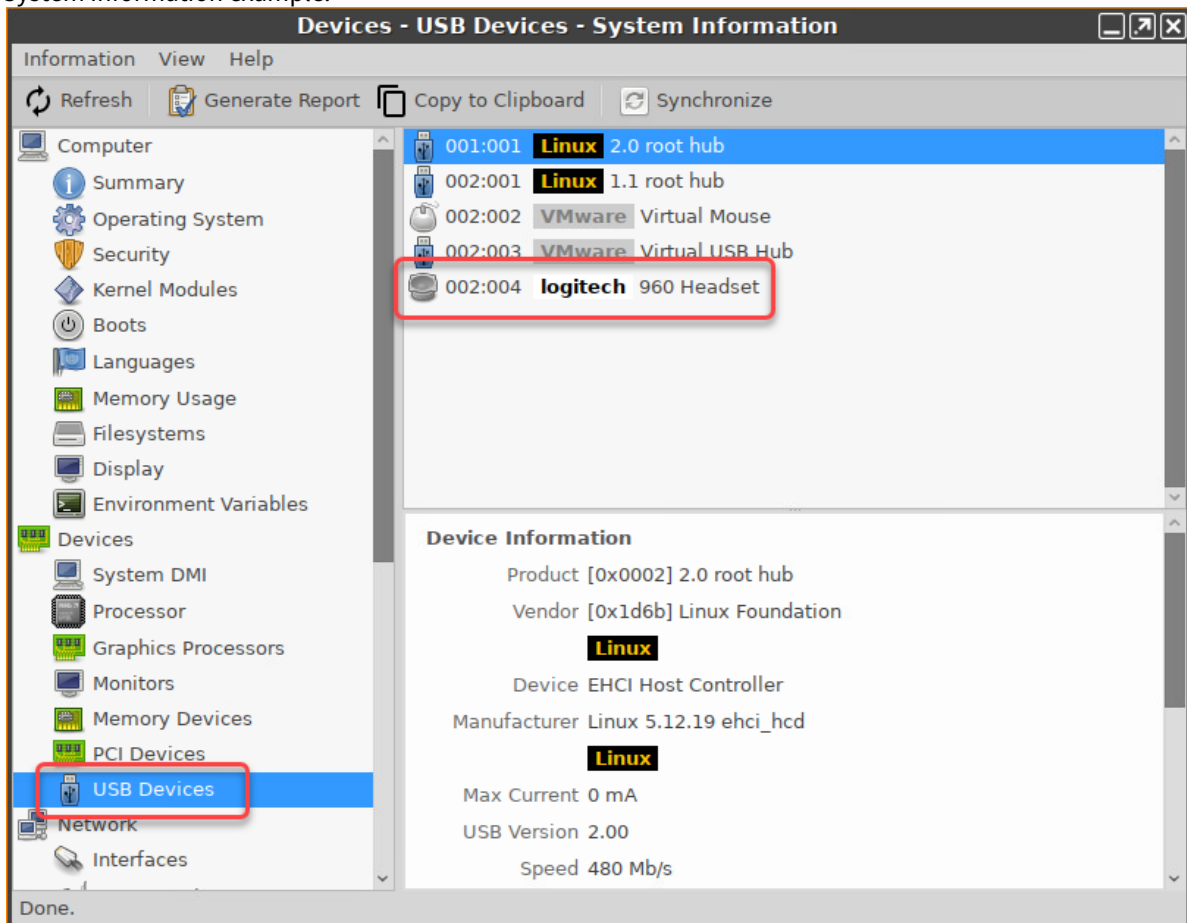 System Information example:
Devices - USB Devices - System Information
Information View Help
Refresh Generate Report Copy to Clipboard Synchronize
Computer
Summary
Operating System
Security
Kernel Modules
Boots
Languages
Memory Usage
Filesystems
Display
Environment Variables
Devices
System DMI
Processor
Graphics Processors
Monitors
Memory Devices
PCI Devices
USB Devices
Network
Interfaces
001:001 Linux 2.0 root hub
002:001 Linux 1.1 root hub
002:002 VMware Virtual Mouse
002:003 VMware Virtual USB Hub
002:004 logitech 960 Headset
Device Information
Product [0x0002] 2.0 root hub
Vendor [0x1d6b] Linux Foundation
Linux
Device EHCI Host Controller
Manufacturer Linux 5.12.19 ehci_hcd
Linux
Max Current 0 mA
USB Version 2.00
Speed 480 Mb/s
Done.